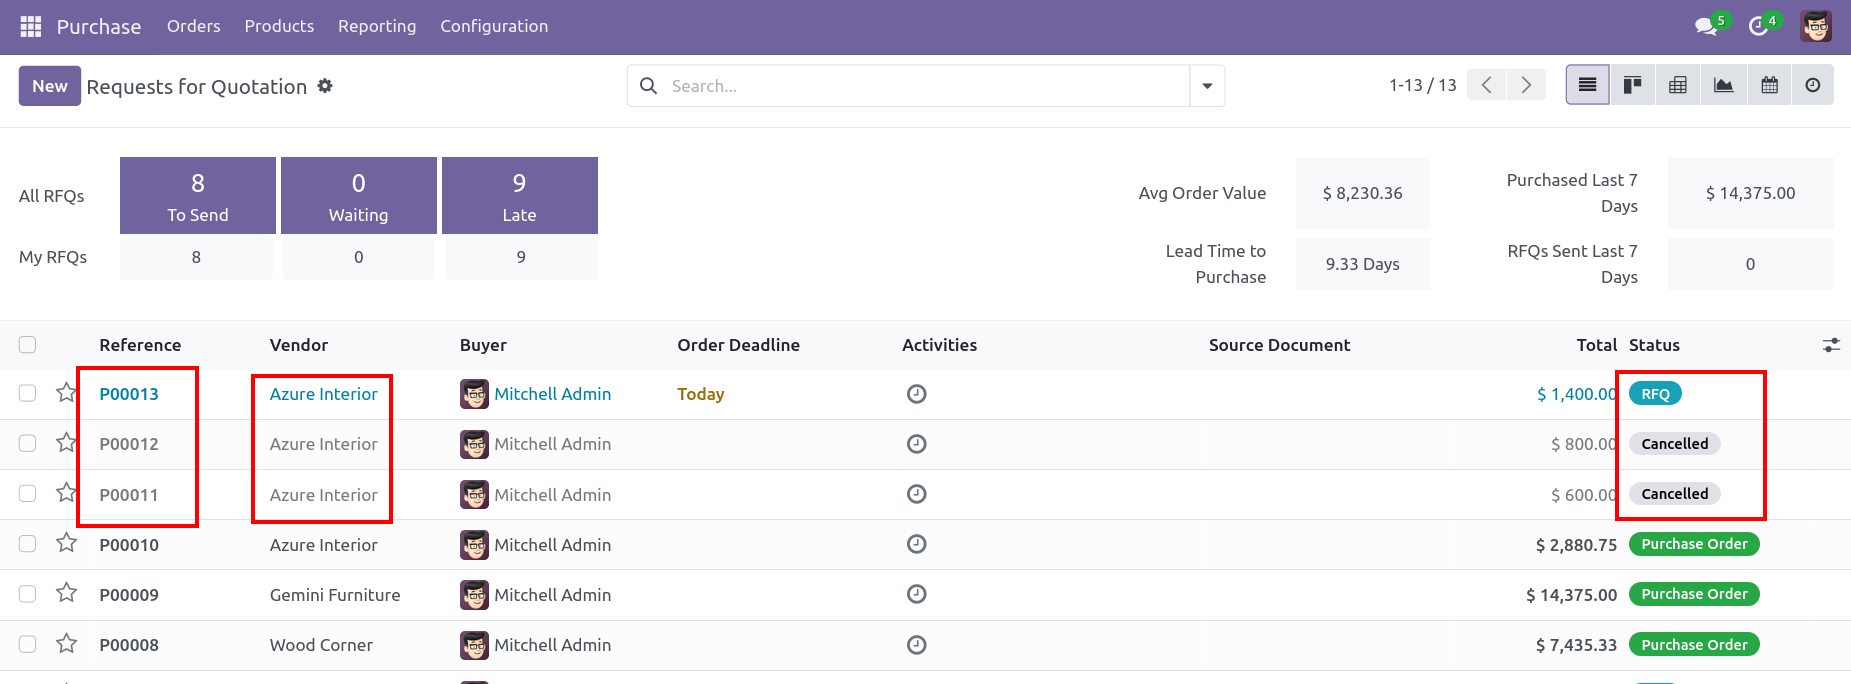 Purchase Orders Products Reporting Configuration 5 4
New Requests for Quotation Search... 1-13 / 13
All RFQs 8 To Send 0 Waiting 9 Late
My RFQs 8 0 9
Avg Order Value $ 8,230.36 Purchased Last 7 Days $ 14,375.00
Lead Time to Purchase 9.33 Days RFQs Sent Last 7 Days 0
Reference Vendor Buyer Order Deadline Activities Source Document Total Status
P00013 Azure Interior Mitchell Admin Today $ 1,400.00 RFQ
P00012 Azure Interior Mitchell Admin $ 800.00 Cancelled
P00011 Azure Interior Mitchell Admin $ 600.00 Cancelled
P00010 Azure Interior Mitchell Admin $ 2,880.75 Purchase Order
P00009 Gemini Furniture Mitchell Admin $ 14,375.00 Purchase Order
P00008 Wood Corner Mitchell Admin $ 7,435.33 Purchase Order